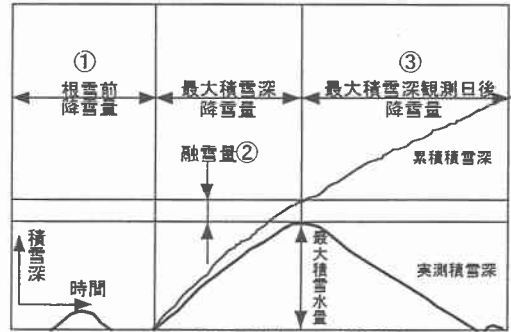 ①
根雪前
降雪量
最大積雪深
降雪量
③
最大積雪深観測日後
降雪量
融雪量②
累積積雪深
積雪深
時間
最大積雪水量
実測積雪深